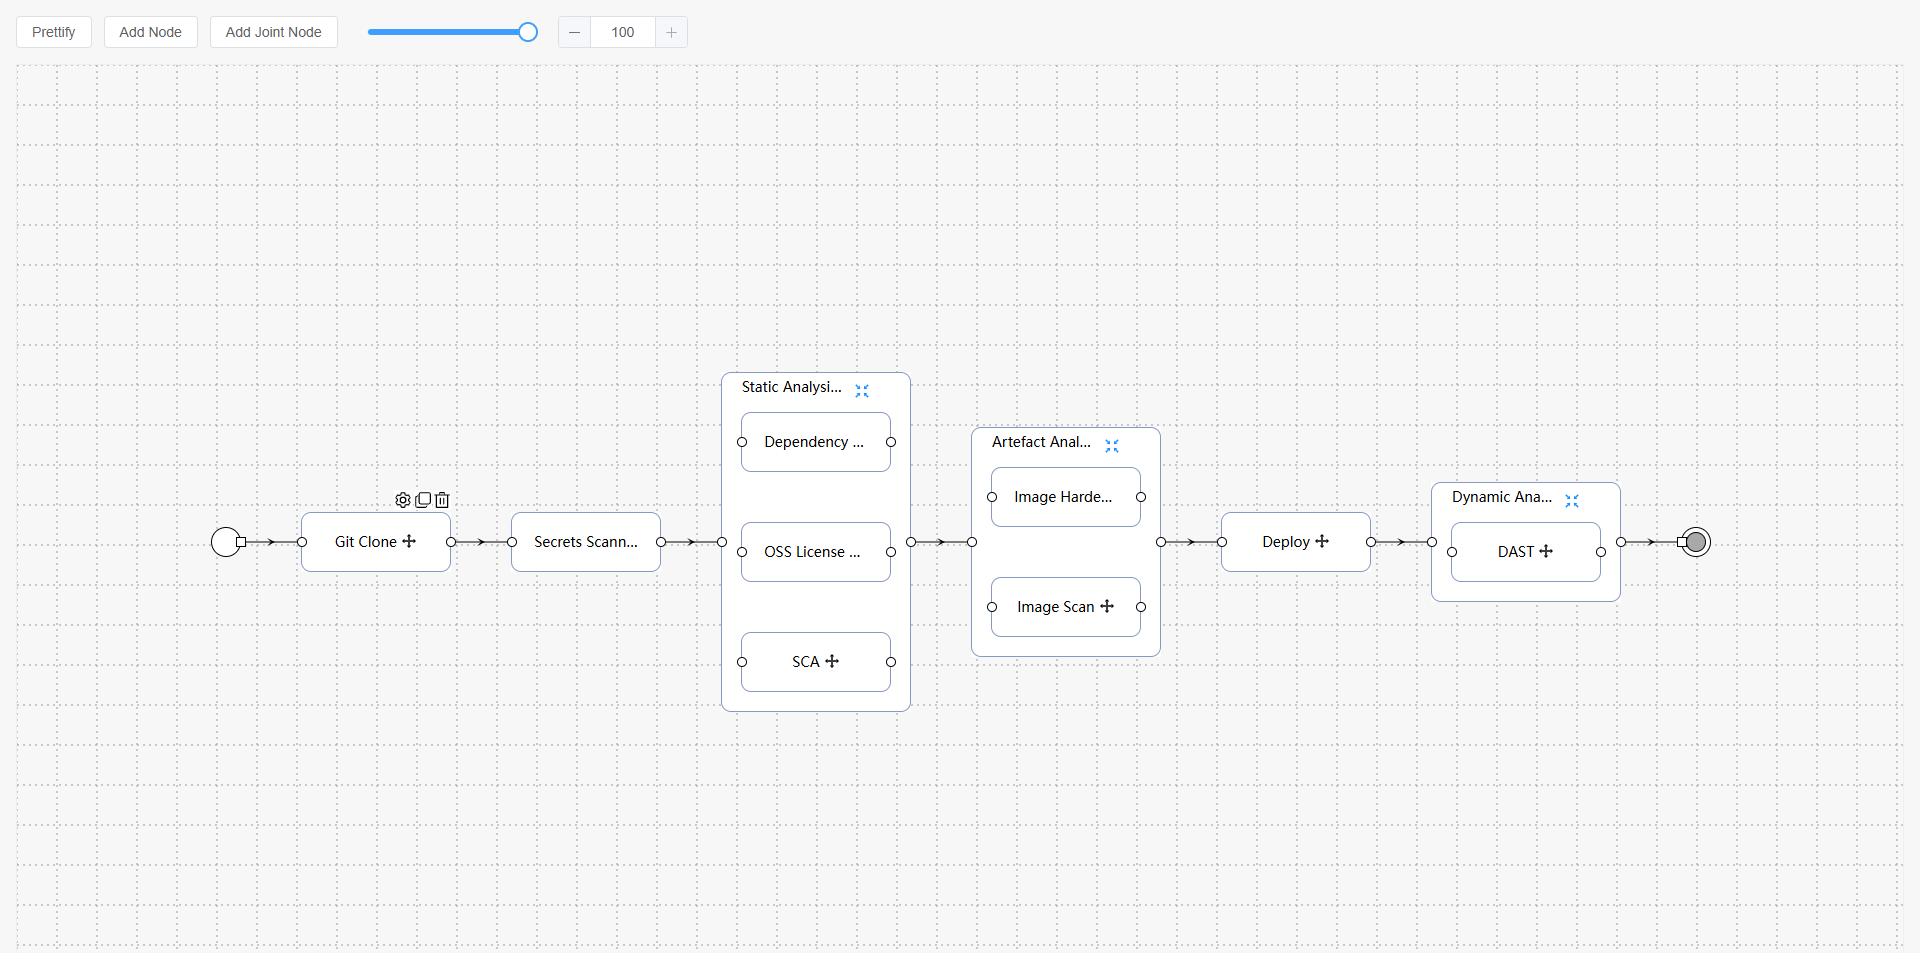 Prettify
Add Node
Add Joint Node
100
Static Analysi...
Dependency ...
OSS License ...
SCA
Artefact Anal...
Image Harde...
Image Scan
Git Clone
Secrets Scann...
Deploy
Dynamic Ana...
DAST